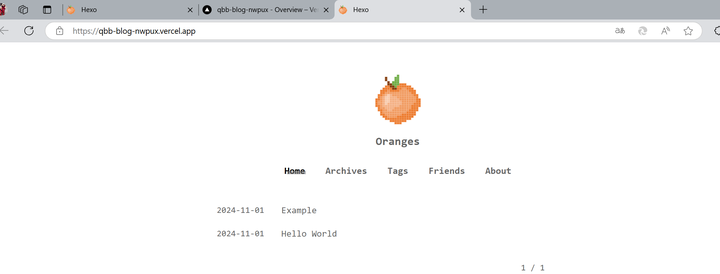 Hexo
qbb-blog-nwpux - Overview – Ve
Hexo
https://qbb-blog-nwpux.vercel.app
Oranges
Home Archives Tags Friends About
2024-11-01 Example
2024-11-01 Hello World
1 / 1